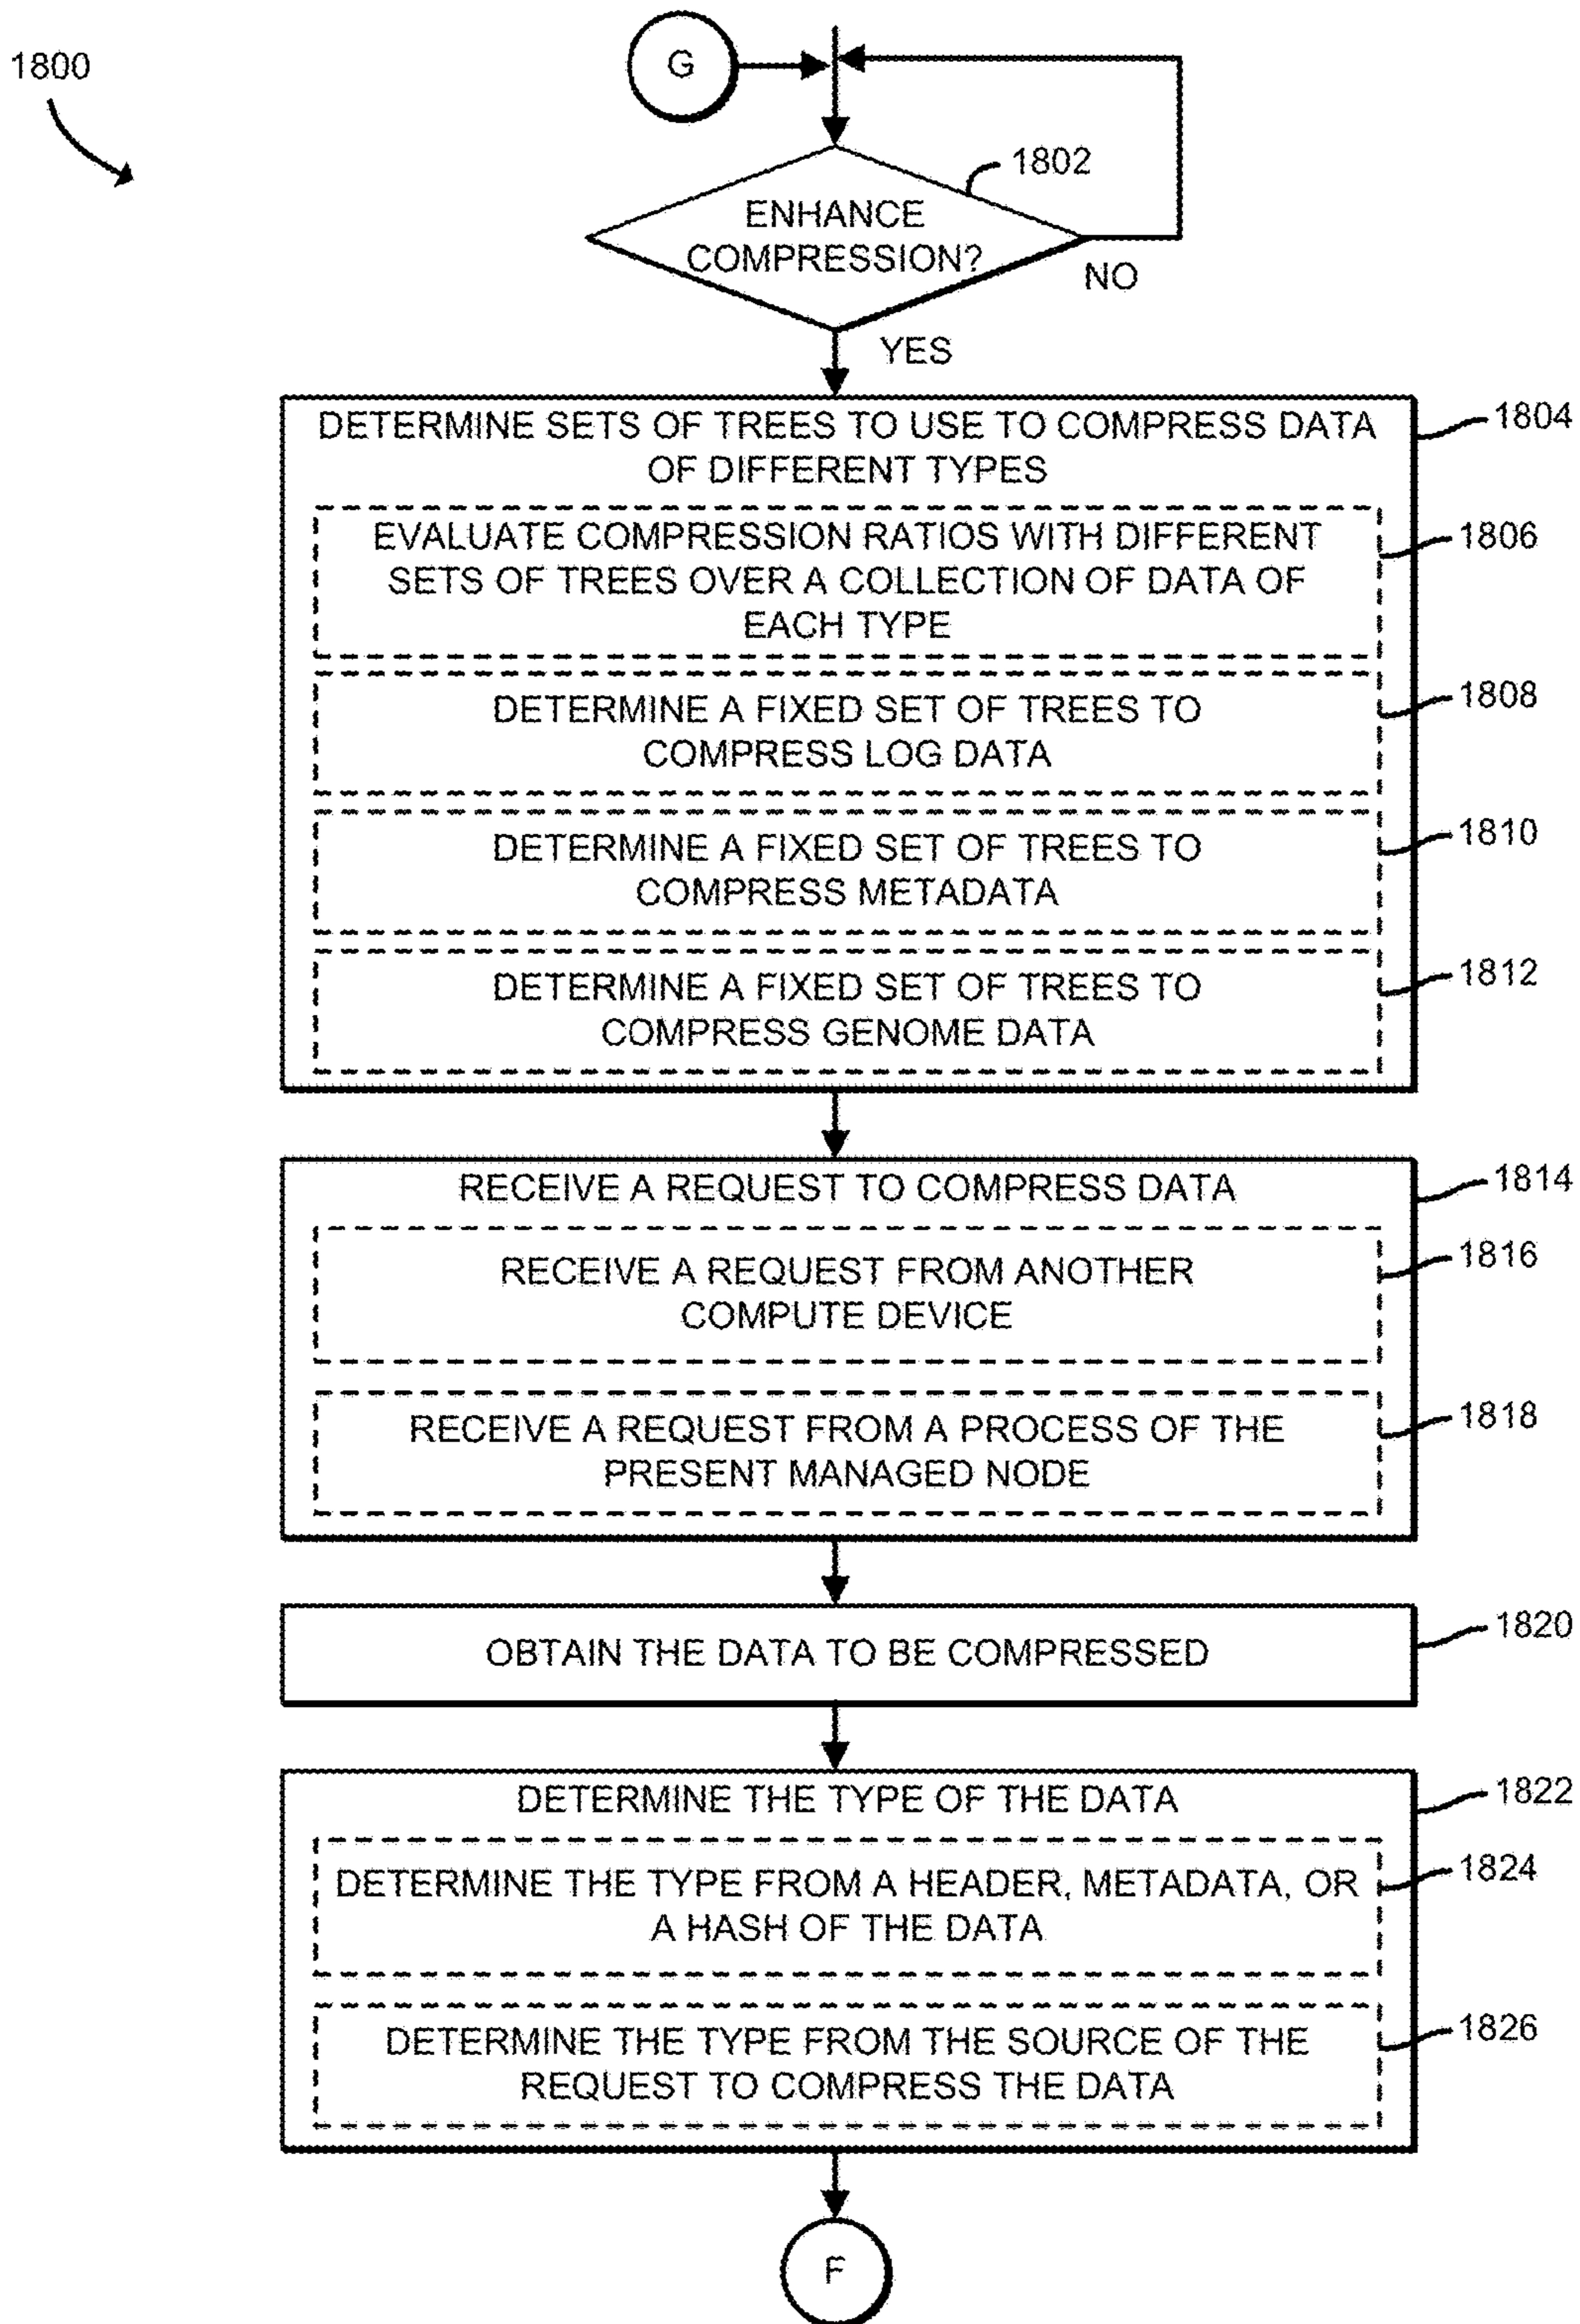 1800
G
1802
ENHANCE
COMPRESSION?
NO
YES
DETERMINE SETS OF TREES TO USE TO COMPRESS DATA
OF DIFFERENT TYPES
1804
EVALUATE COMPRESSION RATIOS WITH DIFFERENT
SETS OF TREES OVER A COLLECTION OF DATA OF
EACH TYPE
1806
DETERMINE A FIXED SET OF TREES TO
COMPRESS LOG DATA
1808
DETERMINE A FIXED SET OF TREES TO
COMPRESS METADATA
1810
DETERMINE A FIXED SET OF TREES TO
COMPRESS GENOME DATA
1812
RECEIVE A REQUEST TO COMPRESS DATA
1814
RECEIVE A REQUEST FROM ANOTHER
COMPUTE DEVICE
1816
RECEIVE A REQUEST FROM A PROCESS OF THE
PRESENT MANAGED NODE
1818
OBTAIN THE DATA TO BE COMPRESSED
1820
DETERMINE THE TYPE OF THE DATA
1822
DETERMINE THE TYPE FROM A HEADER, METADATA, OR
A HASH OF THE DATA
1824
DETERMINE THE TYPE FROM THE SOURCE OF THE
REQUEST TO COMPRESS THE DATA
1826
F